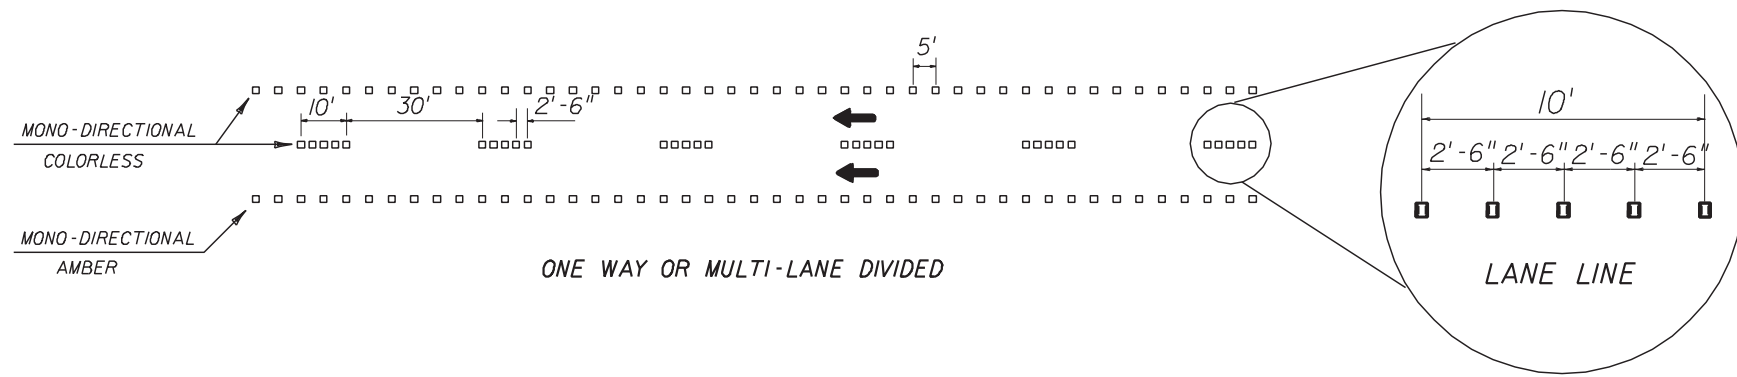 5'
10' 30' 2'-6"
MONO-DIRECTIONAL
COLORLESS
MONO-DIRECTIONAL
AMBER
ONE WAY OR MULTI-LANE DIVIDED
10'
2'-6" 2'-6" 2'-6" 2'-6"
LANE LINE